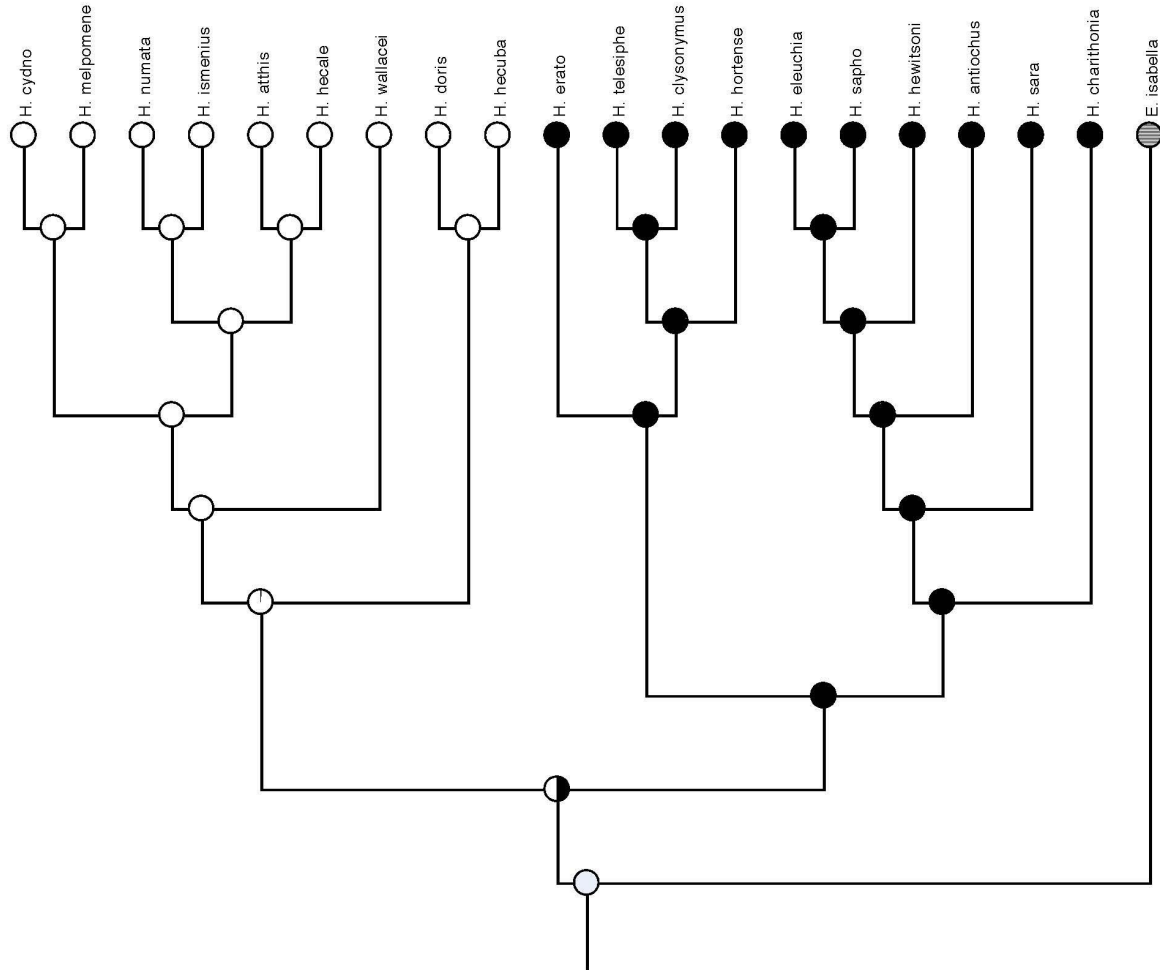 H. cydno
H. melpomene
H. numata
H. ismenius
H. atthis
H. hecale
H. wallacei
H. doris
H. hecuba
H. erato
H. telesiphe
H. clysonymus
H. hortense
H. eleuchia
H. sapho
H. hewitsoni
H. antiochus
H. sara
H. charithonia
E. isabella